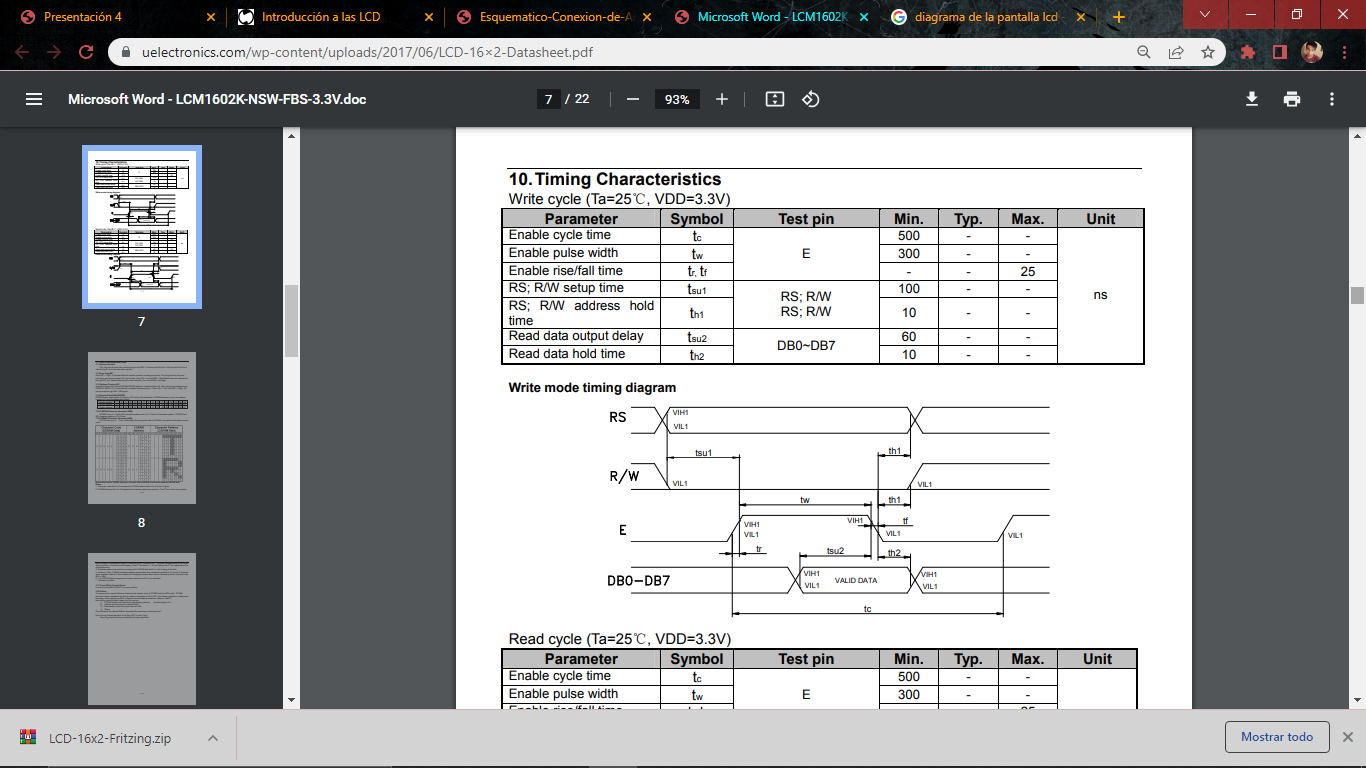 Presentación 4
Introducción a las LCD
Esquematico-Conexion-de-A
Microsoft Word - LCM1602K
diagrama de la pantalla lcd
uelectronics.com/wp-content/uploads/2017/06/LCD-16×2-Datasheet.pdf
Microsoft Word - LCM1602K-NSW-FBS-3.3V.doc
7 / 22
93%
7
8
10.Timing Characteristics
Write cycle (Ta=25℃, VDD=3.3V)
Parameter Symbol Test pin Min. Typ. Max. Unit
Enable cycle time tc E 500 - - ns
Enable pulse width tw 300 - -
Enable rise/fall time tr, tf - - 25
RS; R/W setup time tsu1 RS; R/W 100 - -
RS; R/W address hold time th1 RS; R/W 10 - -
Read data output delay tsu2 DB0~DB7 60 - -
Read data hold time th2 10 - -
Write mode timing diagram
RS VIH1
VIL1
tsu1 th1
R/W VIL1 VIL1
tw th1
E VIH1 VIH1 tf
VIL1 VIL1 VIL1
tr tsu2 th2
DB0-DB7 VIH1 VALID DATA VIH1
VIL1 VIL1
tc
Read cycle (Ta=25℃, VDD=3.3V)
Parameter Symbol Test pin Min. Typ. Max. Unit
Enable cycle time tc E 500 - -
Enable pulse width tw 300 - -
LCD-16x2-Fritzing.zip
Mostrar todo